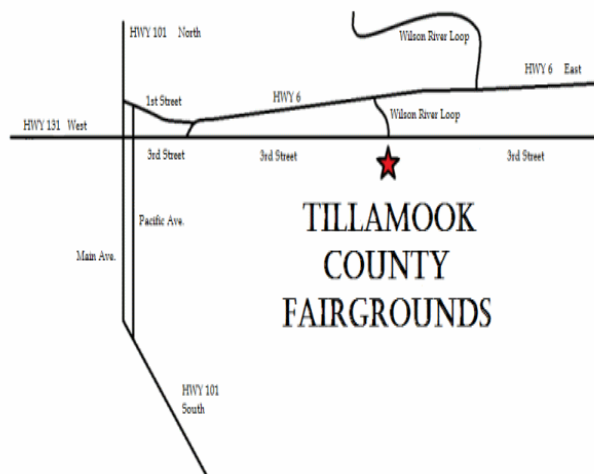 HWY 101 North
Wilson River Loop
HWY 6 East
1st Street
HWY 6
Wilson River Loop
HWY 131 West
3rd Street
3rd Street
3rd Street
Pacific Ave.
Main Ave.
TILLAMOOK
COUNTY
FAIRGROUNDS
HWY 101
South